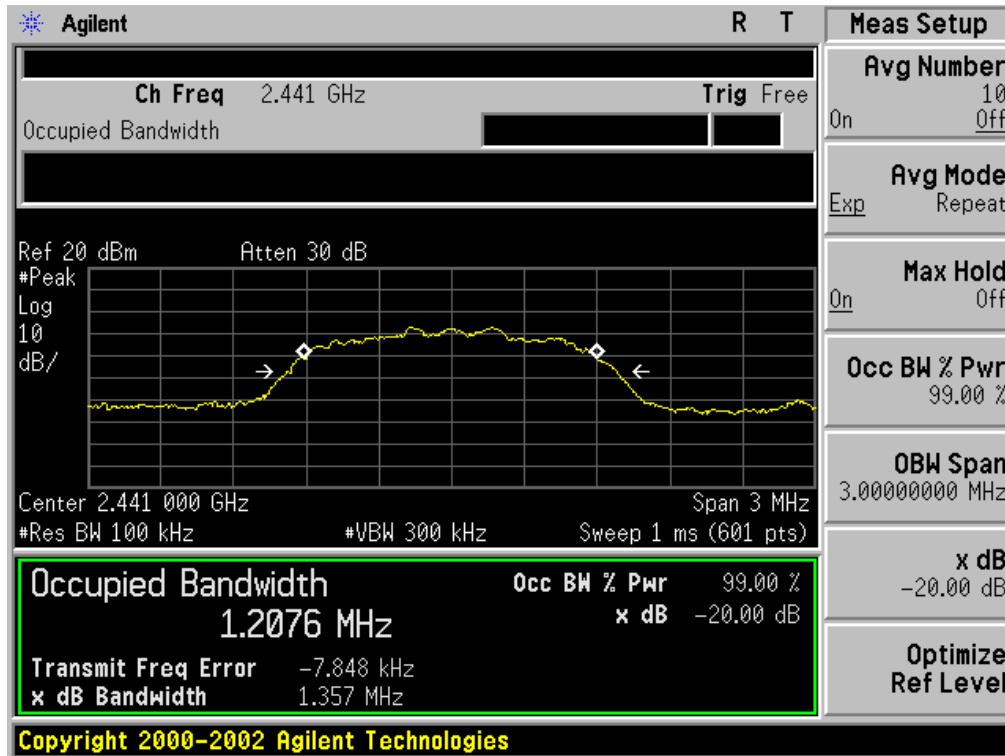 Agilent R T
Ch Freq 2.441 GHz Trig Free
Occupied Bandwidth
Ref 20 dBm Atten 30 dB
#Peak
Log
10
dB/
Center 2.441 000 GHz Span 3 MHz
#Res BW 100 kHz #VBW 300 kHz Sweep 1 ms (601 pts)
Occupied Bandwidth
1.2076 MHz
Occ BW % Pwr 99.00 %
x dB -20.00 dB
Transmit Freq Error -7.848 kHz
x dB Bandwidth 1.357 MHz
Copyright 2000-2002 Agilent Technologies
Meas Setup
Avg Number
10
On Off
Avg Mode
Exp Repeat
Max Hold
On Off
Occ BW % Pwr
99.00 %
OBW Span
3.00000000 MHz
x dB
-20.00 dB
Optimize
Ref Level